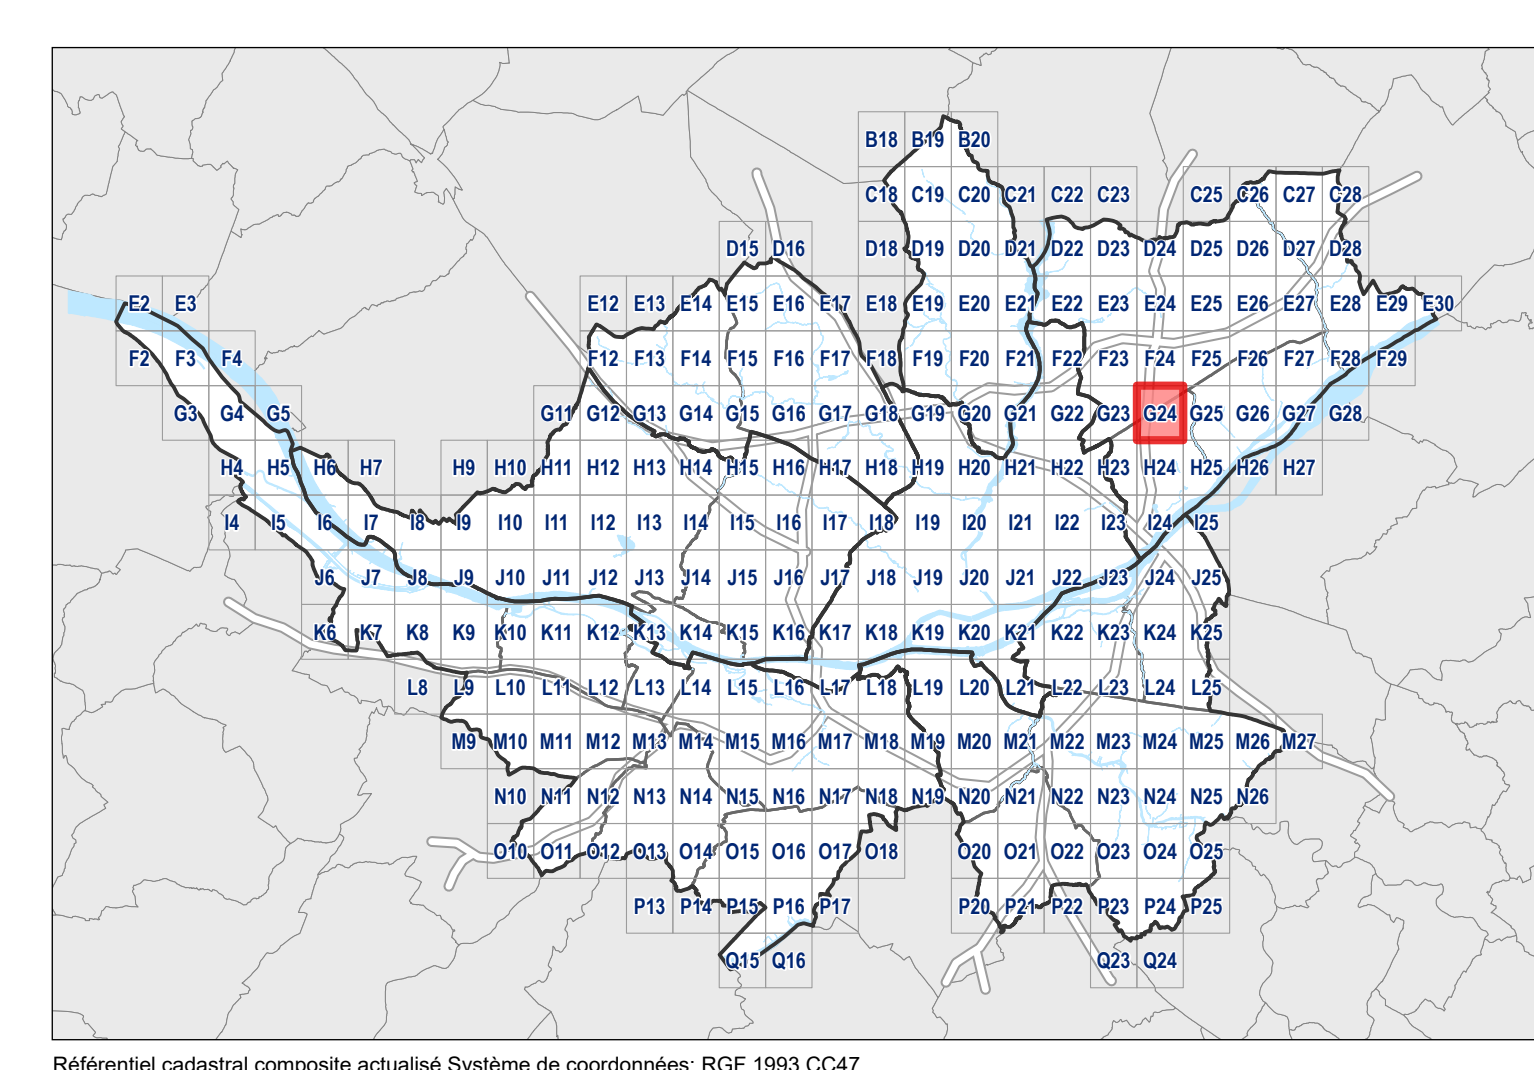 B18 B19 B20
C18 C19 C20 C21 C22 C23 C25 C26 C27 C28
D15 D16 D18 D19 D20 D21 D22 D23 D24 D25 D26 D27 D28
E2 E3 E12 E13 E14 E15 E16 E17 E18 E19 E20 E21 E22 E23 E24 E25 E26 E27 E28 E29 E30
F2 F3 F4 F12 F13 F14 F15 F16 F17 F18 F19 F20 F21 F22 F23 F24 F25 F26 F27 F28 F29
G3 G4 G5 G11 G12 G13 G14 G15 G16 G17 G18 G19 G20 G21 G22 G23 G24 G25 G26 G27 G28
H4 H5 H6 H7 H9 H10 H11 H12 H13 H14 H15 H16 H17 H18 H19 H20 H21 H22 H23 H24 H25 H26 H27
I4 I5 I6 I7 I8 I9 I10 I11 I12 I13 I14 I15 I16 I17 I18 I19 I20 I21 I22 I23 I24 I25
J6 J7 J8 J9 J10 J11 J12 J13 J14 J15 J16 J17 J18 J19 J20 J21 J22 J23 J24 J25
K6 K7 K8 K9 K10 K11 K12 K13 K14 K15 K16 K17 K18 K19 K20 K21 K22 K23 K24 K25
L8 L9 L10 L11 L12 L13 L14 L15 L16 L17 L18 L19 L20 L21 L22 L23 L24 L25
M9 M10 M11 M12 M13 M14 M15 M16 M17 M18 M19 M20 M21 M22 M23 M24 M25 M26 M27
N10 N11 N12 N13 N14 N15 N16 N17 N18 N19 N20 N21 N22 N23 N24 N25 N26
O10 O11 O12 O13 O14 O15 O16 O17 O18 O20 O21 O22 O23 O24 O25
P13 P14 P15 P16 P17 P20 P21 P22 P23 P24 P25
Q15 Q16 Q23 Q24
Référentiel cadastral composite actualisé Système de coordonnées: RGF 1993 CC47